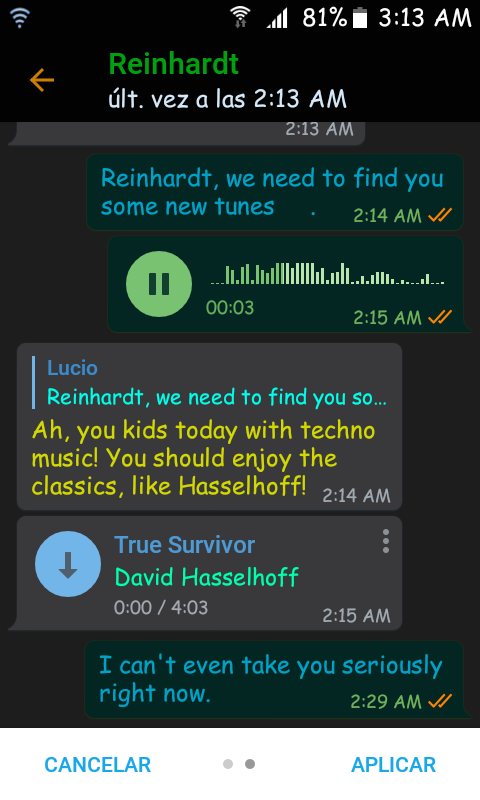 81% 3:13 AM
Reinhardt
últ. vez a las 2:13 AM
2:13 AM
Reinhardt, we need to find you
some new tunes .
2:14 AM
00:03
2:15 AM
Lucio
Reinhardt, we need to find you so...
Ah, you kids today with techno
music! You should enjoy the
classics, like Hasselhoff!
2:14 AM
True Survivor
David Hasselhoff
0:00 / 4:03
2:15 AM
I can't even take you seriously
right now.
2:29 AM
CANCELAR APLICAR